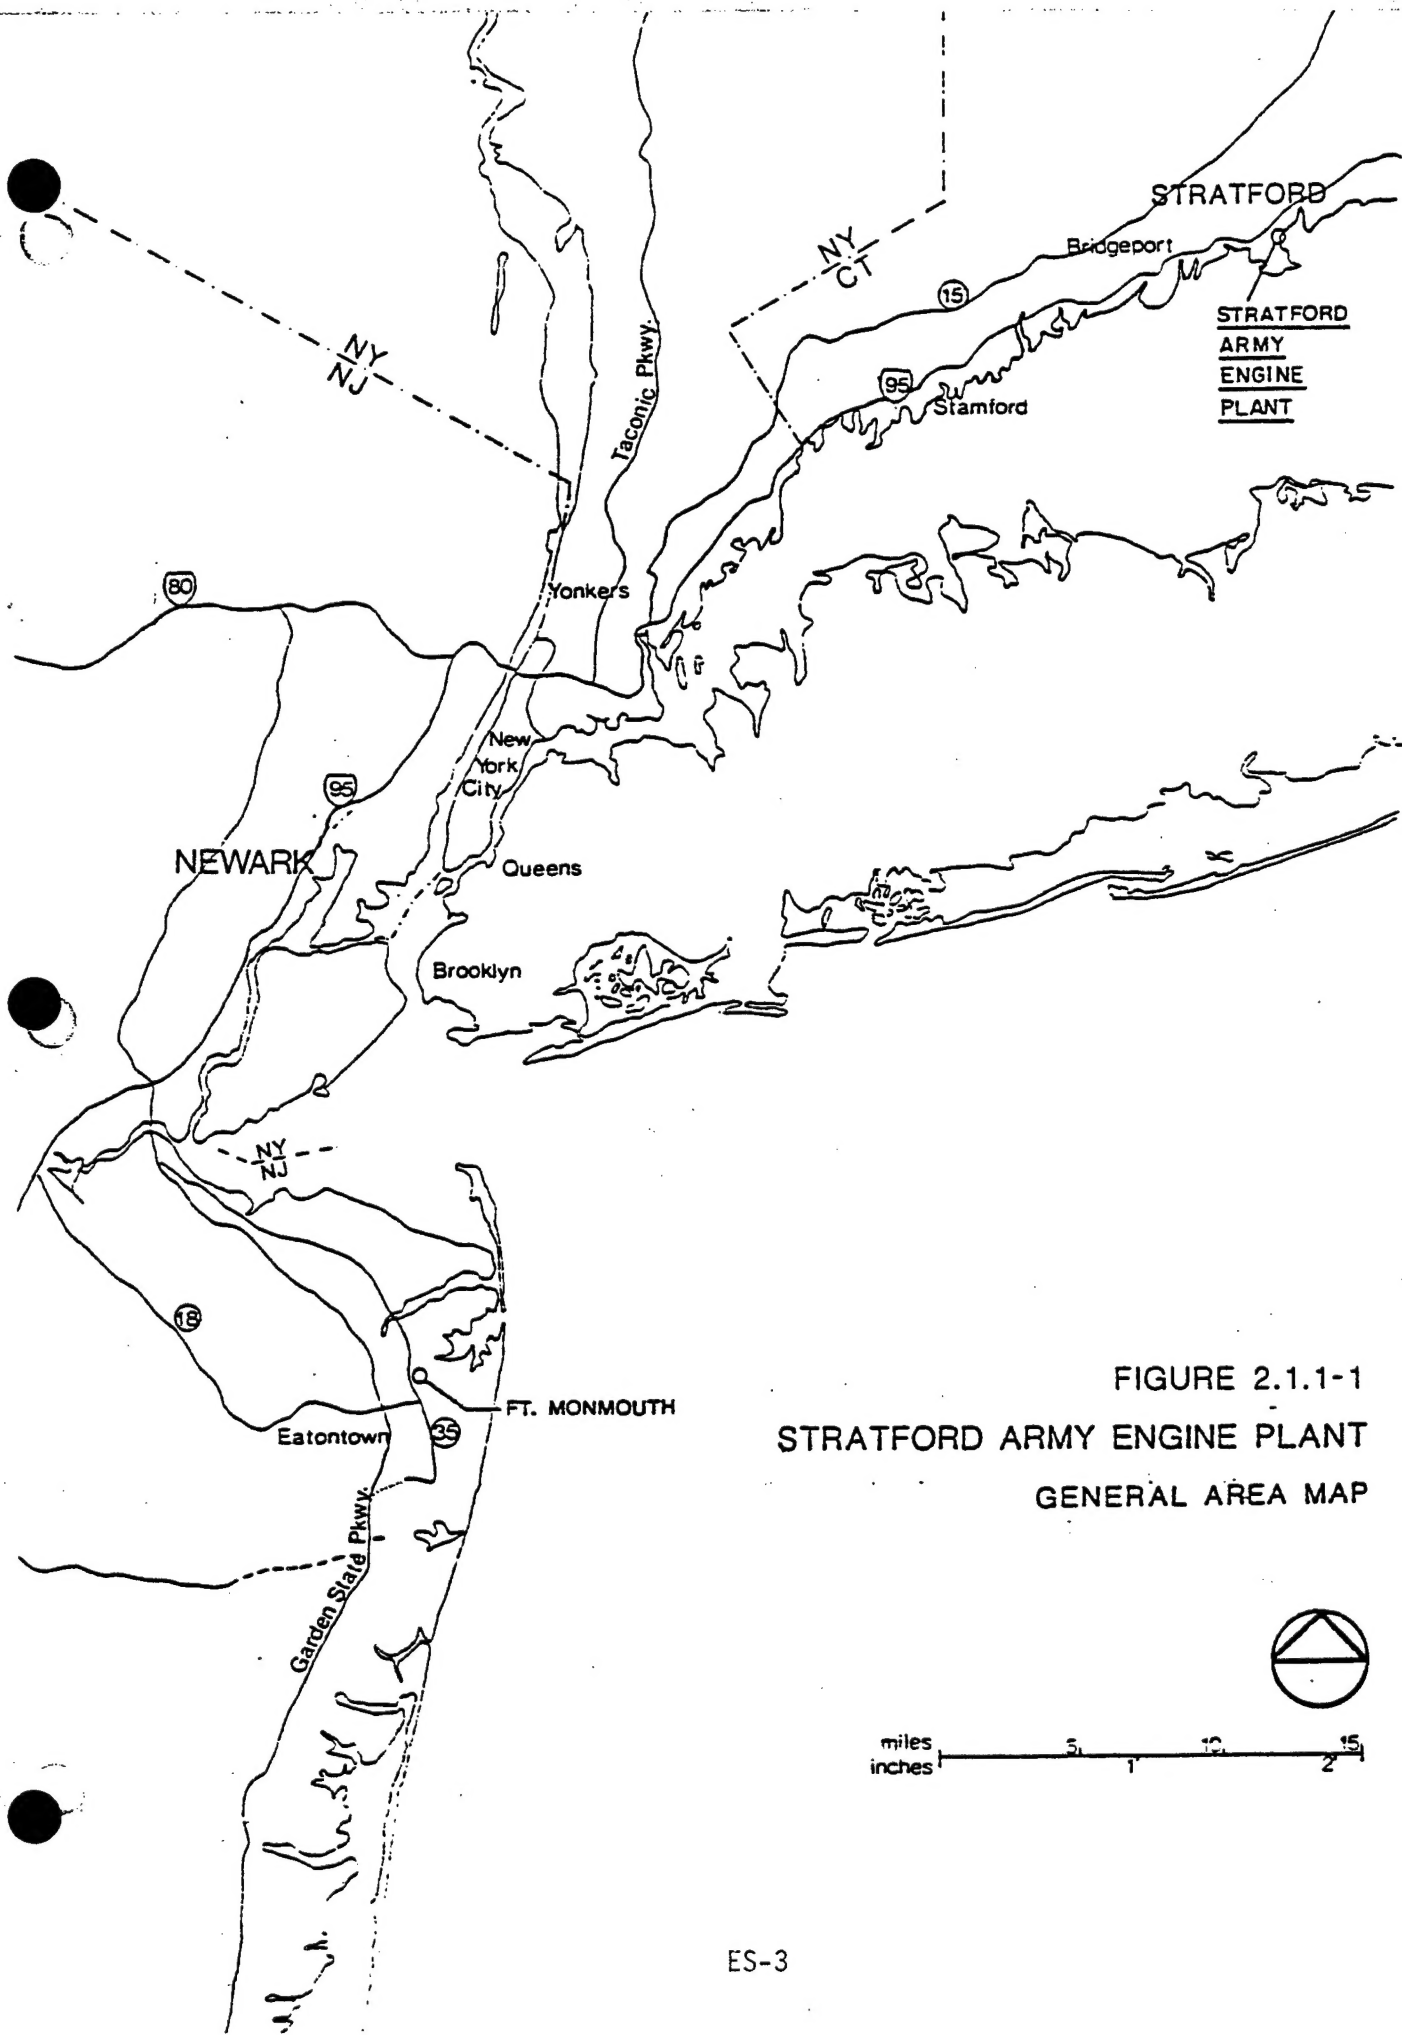 STRATFORD
Bridgeport
NY
CT
15
STRATFORD
ARMY
ENGINE
PLANT
NY
NJ
Taconic Pkwy.
95
Stamford
80
Yonkers
New
York
City
95
NEWARK
Queens
Brooklyn
NY
NJ
18
FT. MONMOUTH
Eatontown
35
Garden State Pkwy.
FIGURE 2.1.1-1
STRATFORD ARMY ENGINE PLANT
GENERAL AREA MAP
miles 5 10 15
inches 1 2
ES-3